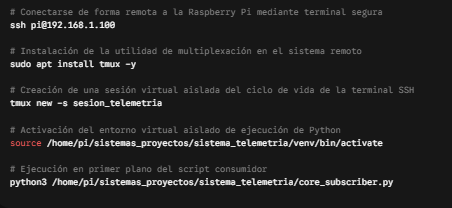 # Conectarse de forma remota a la Raspberry Pi mediante terminal segura
ssh pi@192.168.1.100
# Instalación de la utilidad de multiplexación en el sistema remoto
sudo apt install tmux -y
# Creación de una sesión virtual aislada del ciclo de vida de la terminal SSH
tmux new -s sesion_telemetria
# Activación del entorno virtual aislado de ejecución de Python
source /home/pi/sistemas_proyectos/sistema_telemetria/venv/bin/activate
# Ejecución en primer plano del script consumidor
python3 /home/pi/sistemas_proyectos/sistema_telemetria/core_subscriber.py